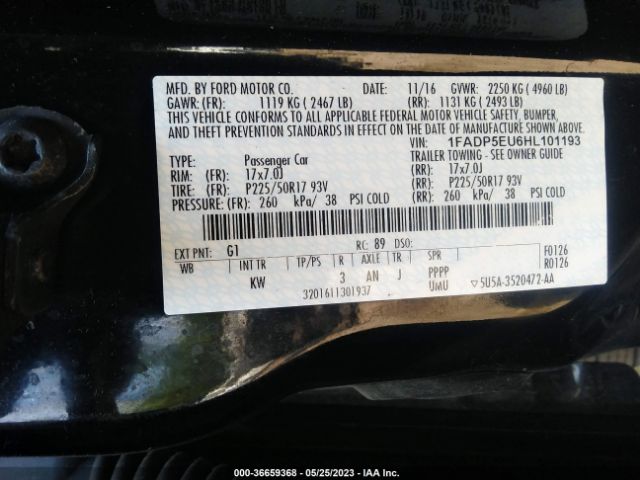 MFD. BY FORD MOTOR CO. DATE: 11/16 GVWR: 2250 KG ( 4960 LB)
GAWR: (FR): 1119 KG ( 2467 LB) (RR): 1131 KG ( 2493 LB)
THIS VEHICLE CONFORMS TO ALL APPLICABLE FEDERAL MOTOR VEHICLE SAFETY, BUMPER,
AND THEFT PREVENTION STANDARDS IN EFFECT ON THE DATE OF MANUFACTURE SHOWN ABOVE.
VIN: 1FADP5EU6HL101193
TYPE: Passenger Car TRAILER TOWING - SEE OWNER GUIDE
RIM: (FR): 17x7.0J (RR): 17x7.0J
TIRE: (FR): P225/50R17 93V (RR): P225/50R17 93V
PRESSURE: (FR): 260 kPa/ 38 PSI COLD (RR): 260 kPa/ 38 PSI COLD
EXT PNT: G1 RC: 89 DSO: F0126
WB INT TR TP/PS R AXLE TR SPR R0126
KW 3 AN J PPPP
UMU
3201611301937 ▽5U5A-3520472-AA
000-36659368 - 05/25/2023 - IAA Inc.